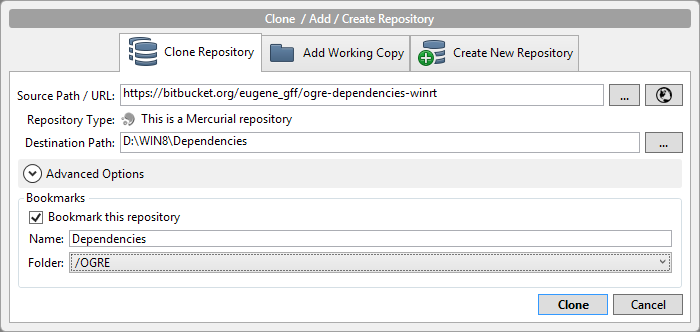 Clone / Add / Create Repository
Clone Repository
Add Working Copy
Create New Repository
Source Path / URL: https://bitbucket.org/eugene_gff/ogre-dependencies-winrt ...
Repository Type: This is a Mercurial repository
Destination Path: D:\WIN8\Dependencies ...
Advanced Options
Bookmarks
Bookmark this repository
Name: Dependencies
Folder: /OGRE
Clone Cancel